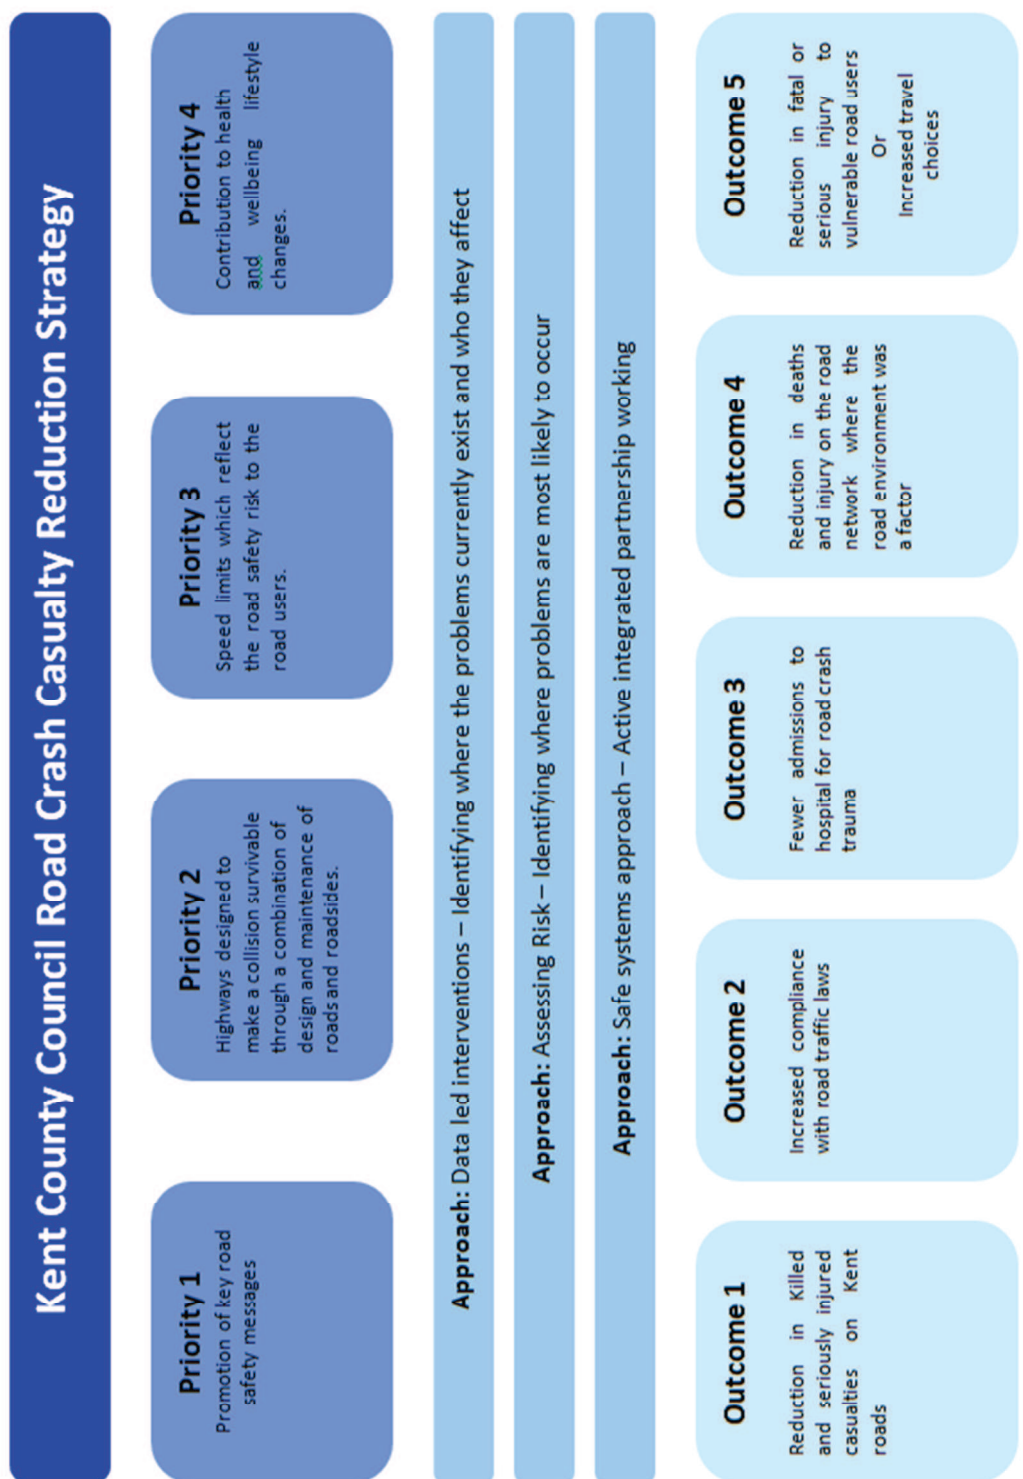 Kent County Council Road Crash Casualty Reduction Strategy
Priority 1
Promotion of key road
safety messages
Priority 2
Highways designed to
make a collision survivable
through a combination of
design and maintenance of
roads and roadsides.
Priority 3
Speed limits which reflect
the road safety risk to the
road users.
Priority 4
Contribution to health
and wellbeing lifestyle
changes.
Approach: Data led interventions – Identifying where the problems currently exist and who they affect
Approach: Assessing Risk – Identifying where problems are most likely to occur
Approach: Safe systems approach – Active integrated partnership working
Outcome 1
Reduction in Killed
and seriously injured
casualties on Kent
roads
Outcome 2
Increased compliance
with road traffic laws
Outcome 3
Fewer admissions to
hospital for road crash
trauma
Outcome 4
Reduction in deaths
and injury on the road
network where the
road environment was
a factor
Outcome 5
Reduction in fatal or
serious injury to
vulnerable road users
Or
Increased travel
choices